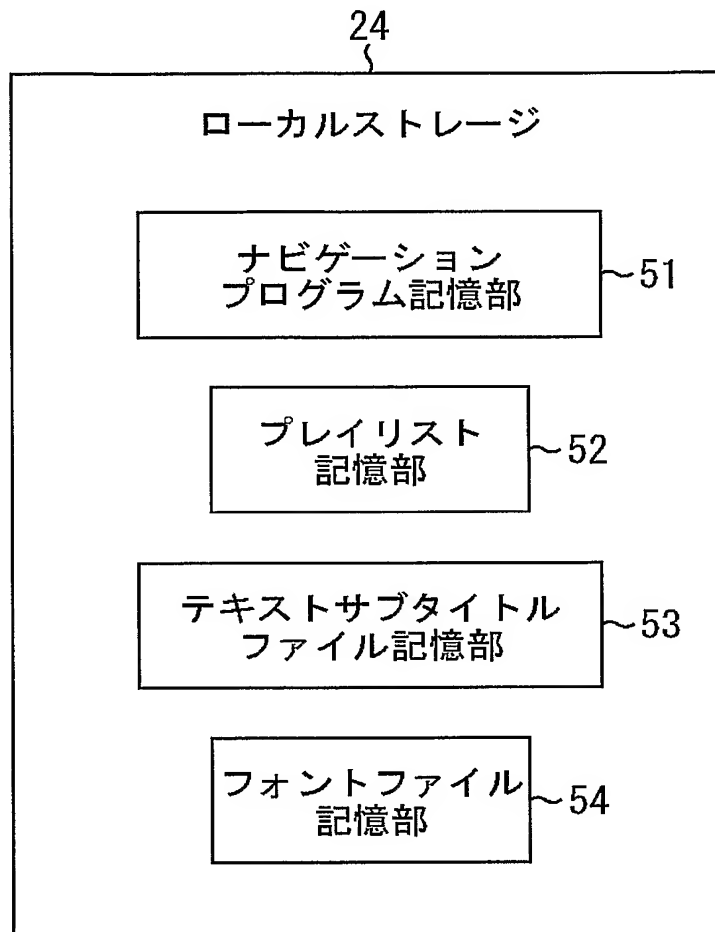 24
ローカルストレージ
ナビゲーション
プログラム記憶部
51
プレイリスト
記憶部
52
テキストサブタイトル
ファイル記憶部
53
フォントファイル
記憶部
54